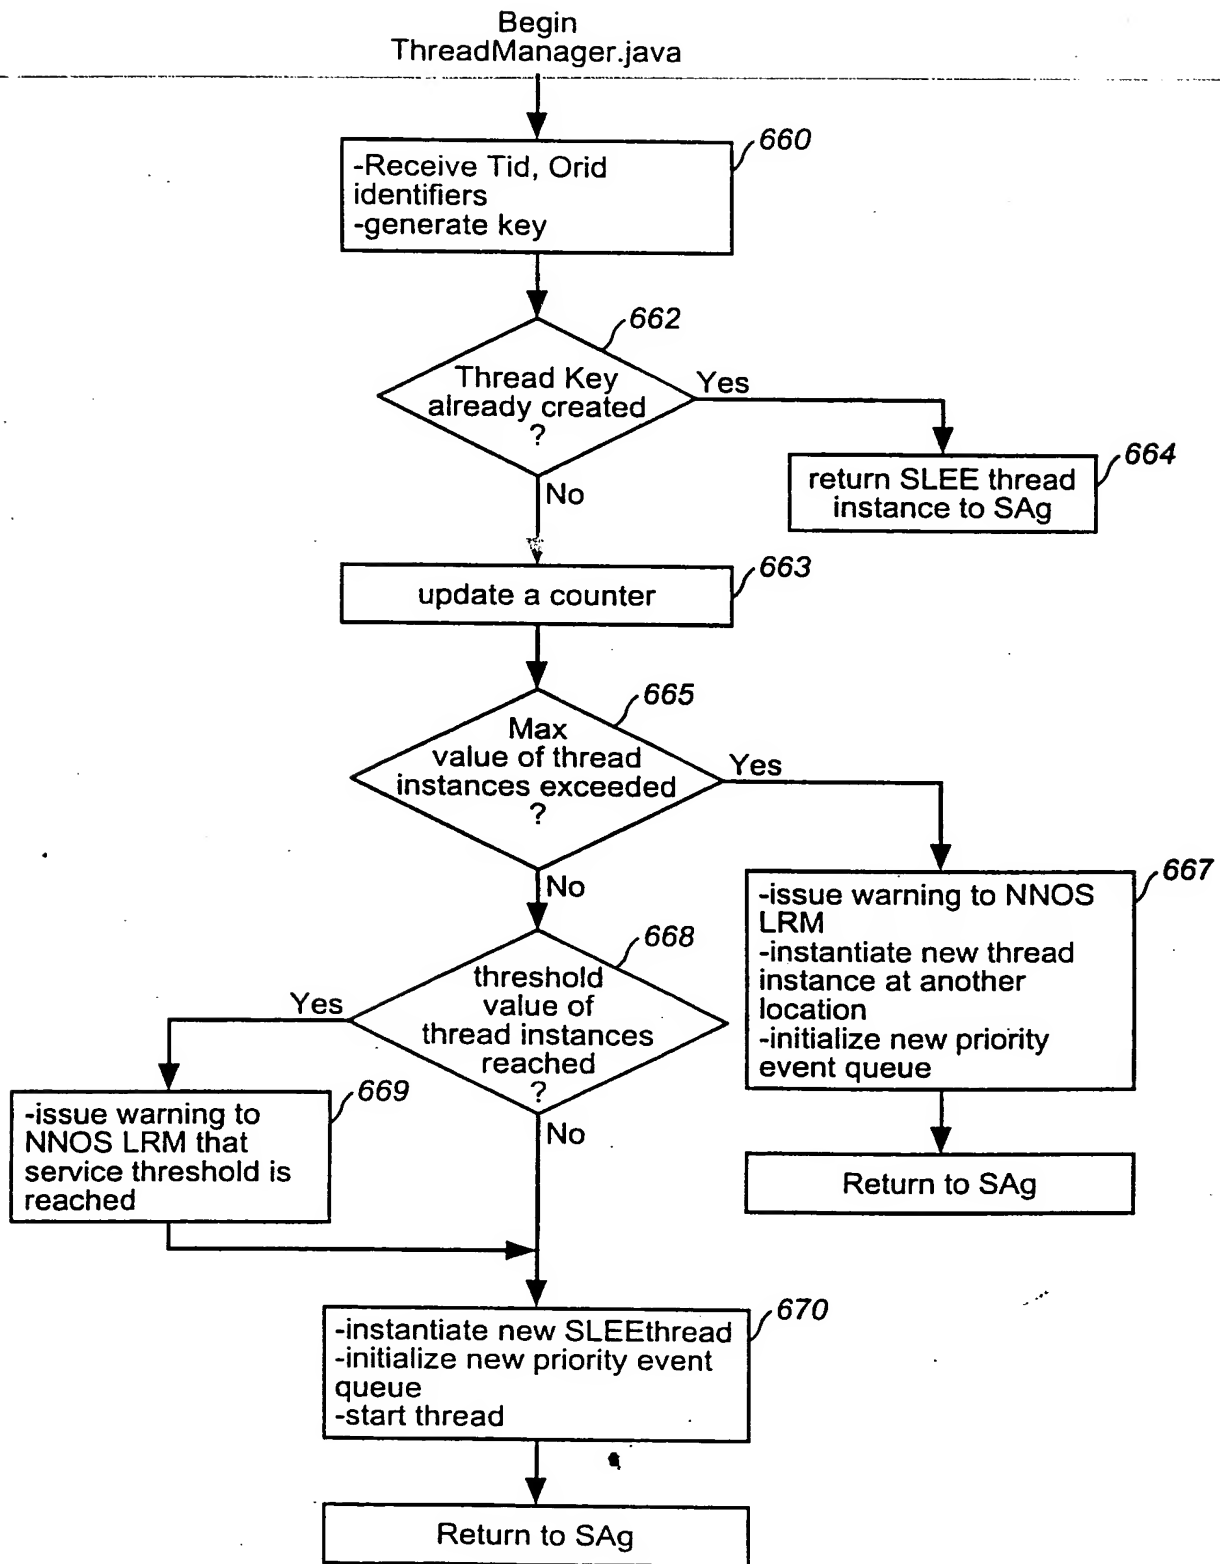 Begin
ThreadManager.java
660
-Receive Tid, Orid
identifiers
-generate key
662
Thread Key
already created
?
Yes
No
664
return SLEE thread
instance to SAg
663
update a counter
665
Max
value of thread
instances exceeded
?
Yes
No
667
-issue warning to NNOS
LRM
-instantiate new thread
instance at another
location
-initialize new priority
event queue
Return to SAg
668
threshold
value of
thread instances
reached
?
Yes
No
669
-issue warning to
NNOS LRM that
service threshold is
reached
670
-instantiate new SLEEthread
-initialize new priority event
queue
-start thread
Return to SAg